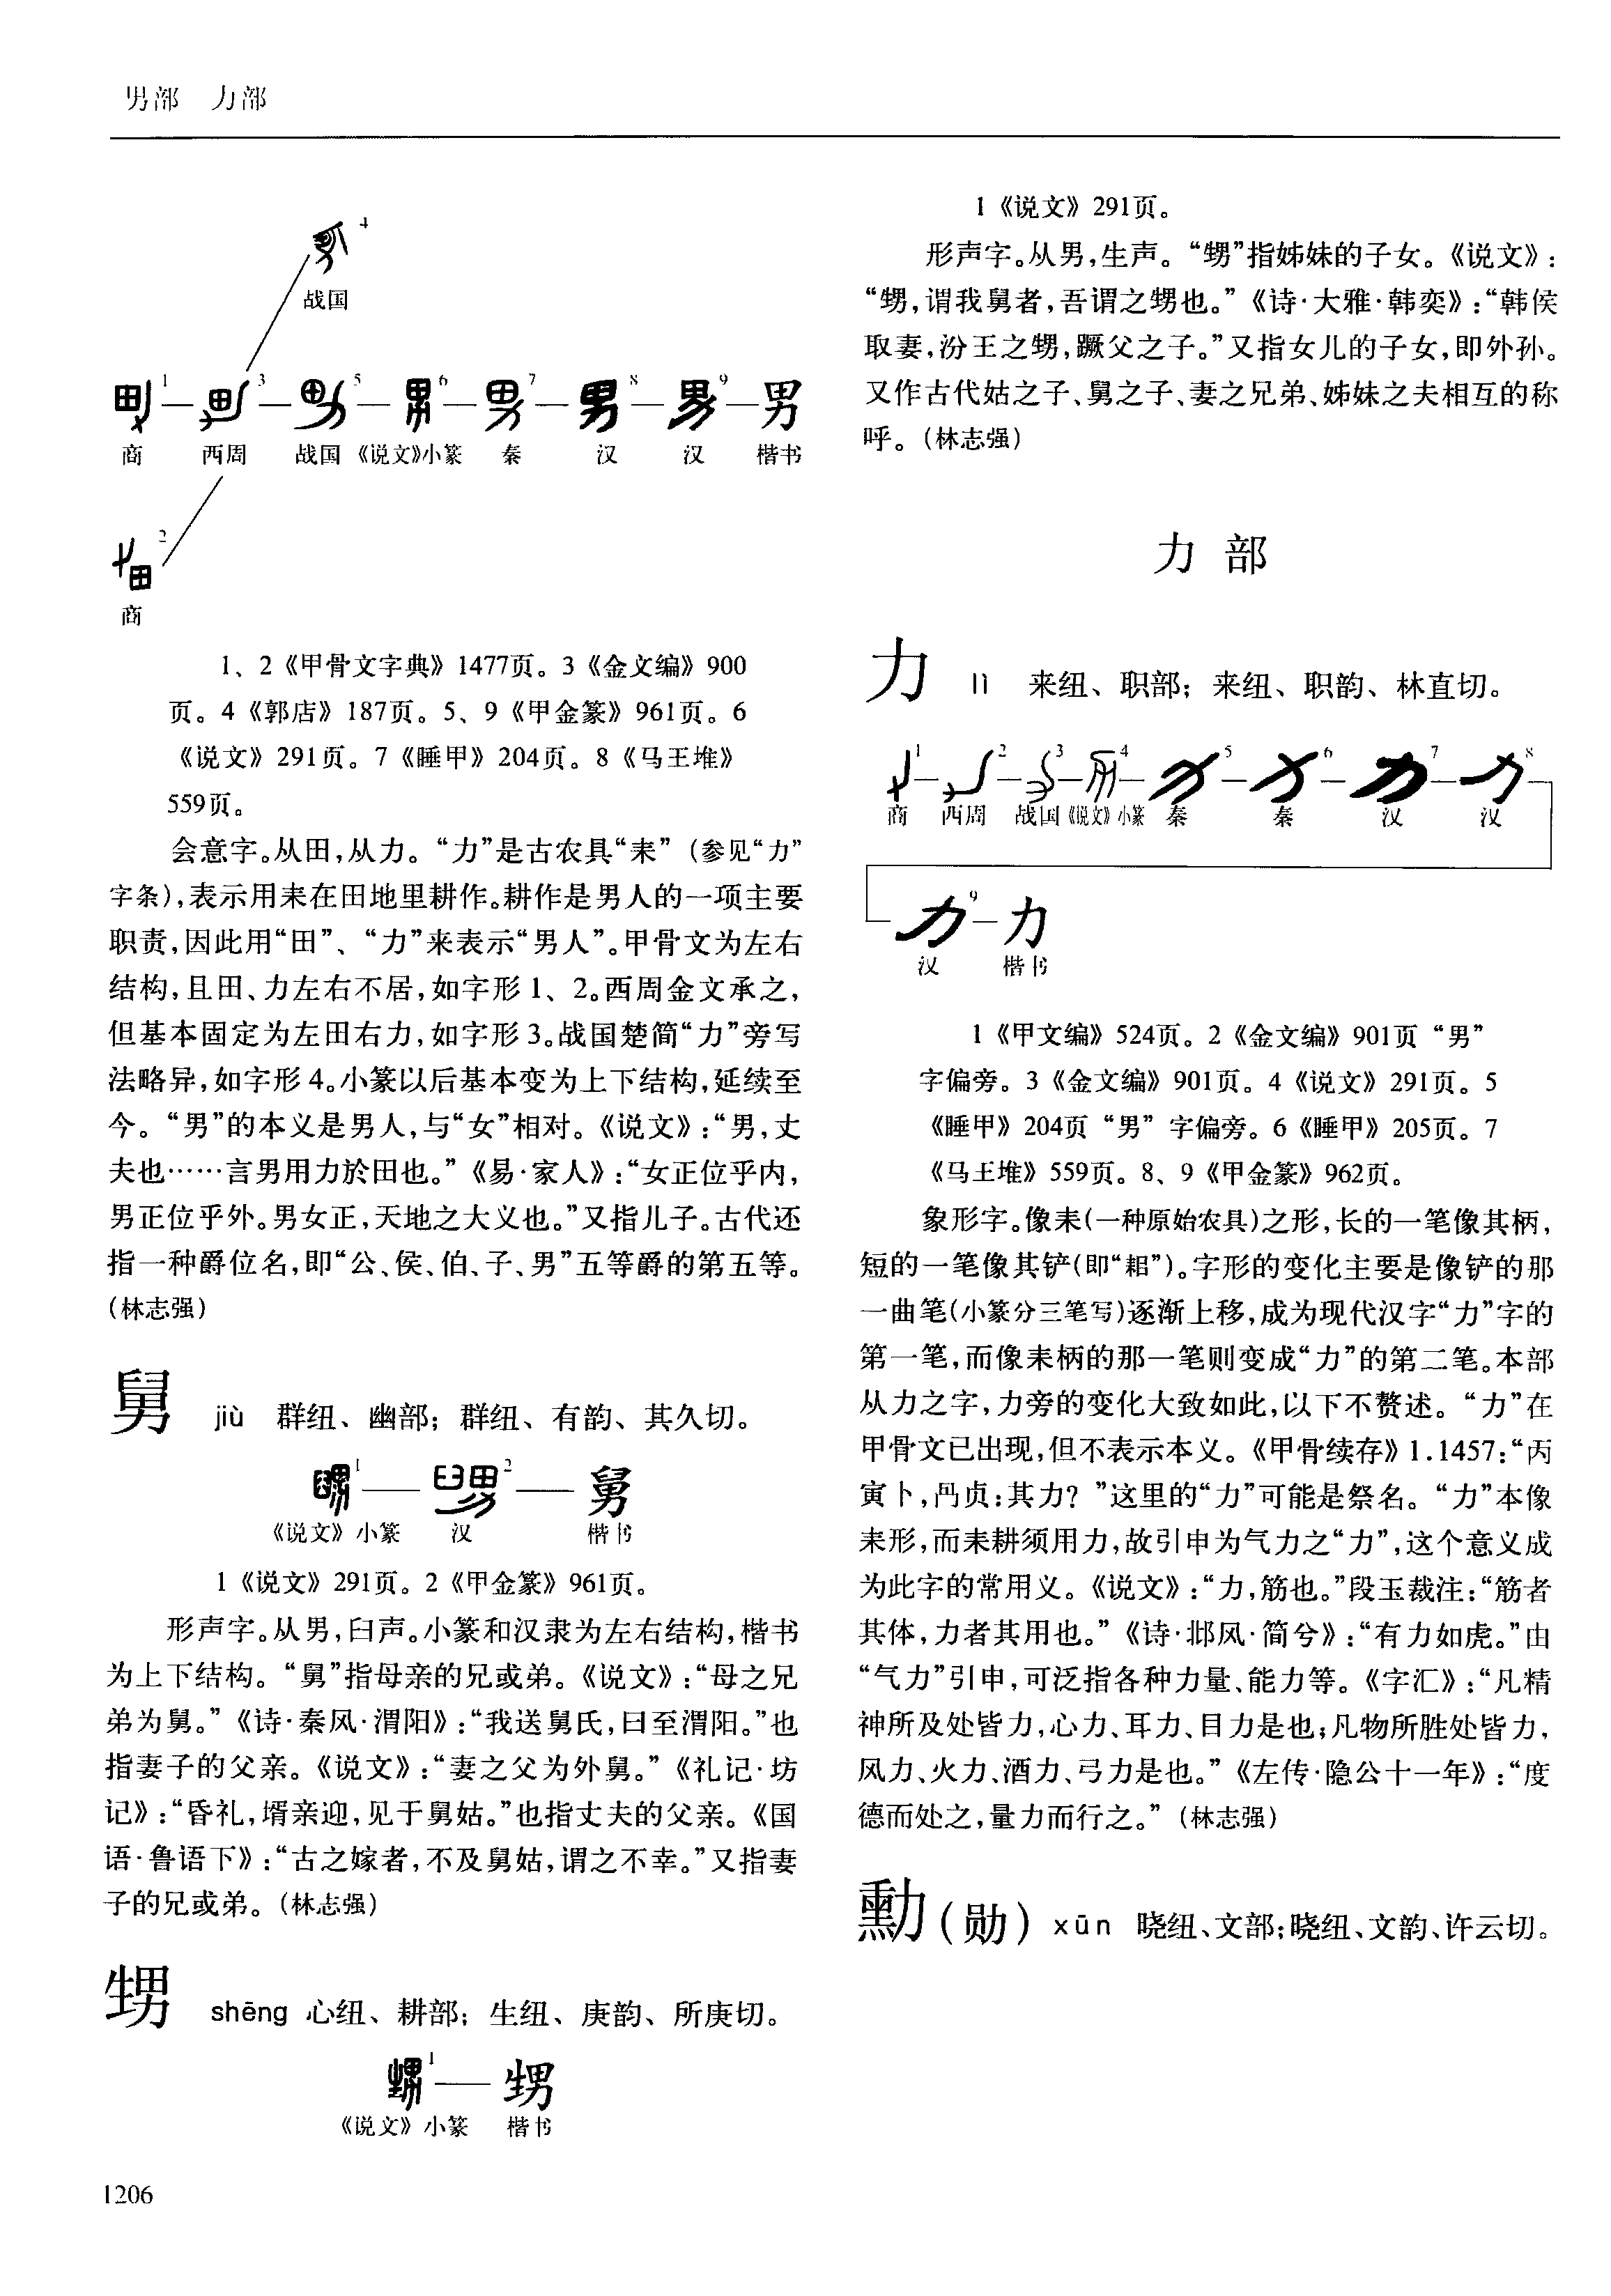 男部 力部
4
战国
1 3 5 6 7 8 9 男
商 西周 战国 《说文》小篆 秦 汉 汉 楷书
2
商
1、2《甲骨文字典》1477页。3《金文编》900
页。4《郭店》187页。5、9《甲金篆》961页。6
《说文》291页。7《睡甲》204页。8《马王堆》
559页。
会意字。从田,从力。“力”是古农具“耒”(参见“力”
字条),表示用耒在田地里耕作。耕作是男人的一项主要
职责,因此用“田”、“力”来表示“男人”。甲骨文为左右
结构,且田、力左右不居,如字形1、2。西周金文承之,
但基本固定为左田右力,如字形3。战国楚简“力”旁写
法略异,如字形4。小篆以后基本变为上下结构,延续至
今。“男”的本义是男人,与“女”相对。《说文》:“男,丈
夫也……言男用力於田也。”《易·家人》:“女正位乎内,
男正位乎外。男女正,天地之大义也。”又指儿子。古代还
指一种爵位名,即“公、侯、伯、子、男”五等爵的第五等。
(林志强)
舅 jiù 群纽、幽部;群纽、有韵、其久切。
1 2 舅
《说文》小篆 汉 楷书
1《说文》291页。2《甲金篆》961页。
形声字。从男,臼声。小篆和汉隶为左右结构,楷书
为上下结构。“舅”指母亲的兄或弟。《说文》:“母之兄
弟为舅。”《诗·秦风·渭阳》:“我送舅氏,曰至渭阳。”也
指妻子的父亲。《说文》:“妻之父为外舅。”《礼记·坊
记》:“昏礼,壻亲迎,见于舅姑。”也指丈夫的父亲。《国
语·鲁语下》:“古之嫁者,不及舅姑,谓之不幸。”又指妻
子的兄或弟。(林志强)
甥 shēng 心纽、耕部;生纽、庚韵、所庚切。
1 甥
《说文》小篆 楷书
1206
1《说文》291页。
形声字。从男,生声。“甥”指姊妹的子女。《说文》:
“甥,谓我舅者,吾谓之甥也。”《诗·大雅·韩奕》:“韩侯
取妻,汾王之甥,蹶父之子。”又指女儿的子女,即外孙。
又作古代姑之子、舅之子、妻之兄弟、姊妹之夫相互的称
呼。(林志强)
力 部
力 lì 来纽、职部;来纽、职韵、林直切。
1 2 3 4 5 6 7 8
商 西周 战国 《说文》小篆 秦 秦 汉 汉
9 力
汉 楷书
1《甲文编》524页。2《金文编》901页“男”
字偏旁。3《金文编》901页。4《说文》291页。5
《睡甲》204页“男”字偏旁。6《睡甲》205页。7
《马王堆》559页。8、9《甲金篆》962页。
象形字。像耒(一种原始农具)之形,长的一笔像其柄,
短的一笔像其铲(即“耜”)。字形的变化主要是像铲的那
一曲笔(小篆分三笔写)逐渐上移,成为现代汉字“力”字的
第一笔,而像耒柄的那一笔则变成“力”的第二笔。本部
从力之字,力旁的变化大致如此,以下不赘述。“力”在
甲骨文已出现,但不表示本义。《甲骨续存》1.1457:“丙
寅卜,贞:其力?”这里的“力”可能是祭名。“力”本像
耒形,而耒耕须用力,故引申为气力之“力”,这个意义成
为此字的常用义。《说文》:“力,筋也。”段玉裁注:“筋者
其体,力者其用也。”《诗·邶风·简兮》:“有力如虎。”由
“气力”引申,可泛指各种力量、能力等。《字汇》:“凡精
神所及处皆力,心力、耳力、目力是也;凡物所胜处皆力,
风力、火力、酒力、弓力是也。”《左传·隐公十一年》:“度
德而处之,量力而行之。”(林志强)
勳(勋) xūn 晓纽、文部;晓纽、文韵、许云切。